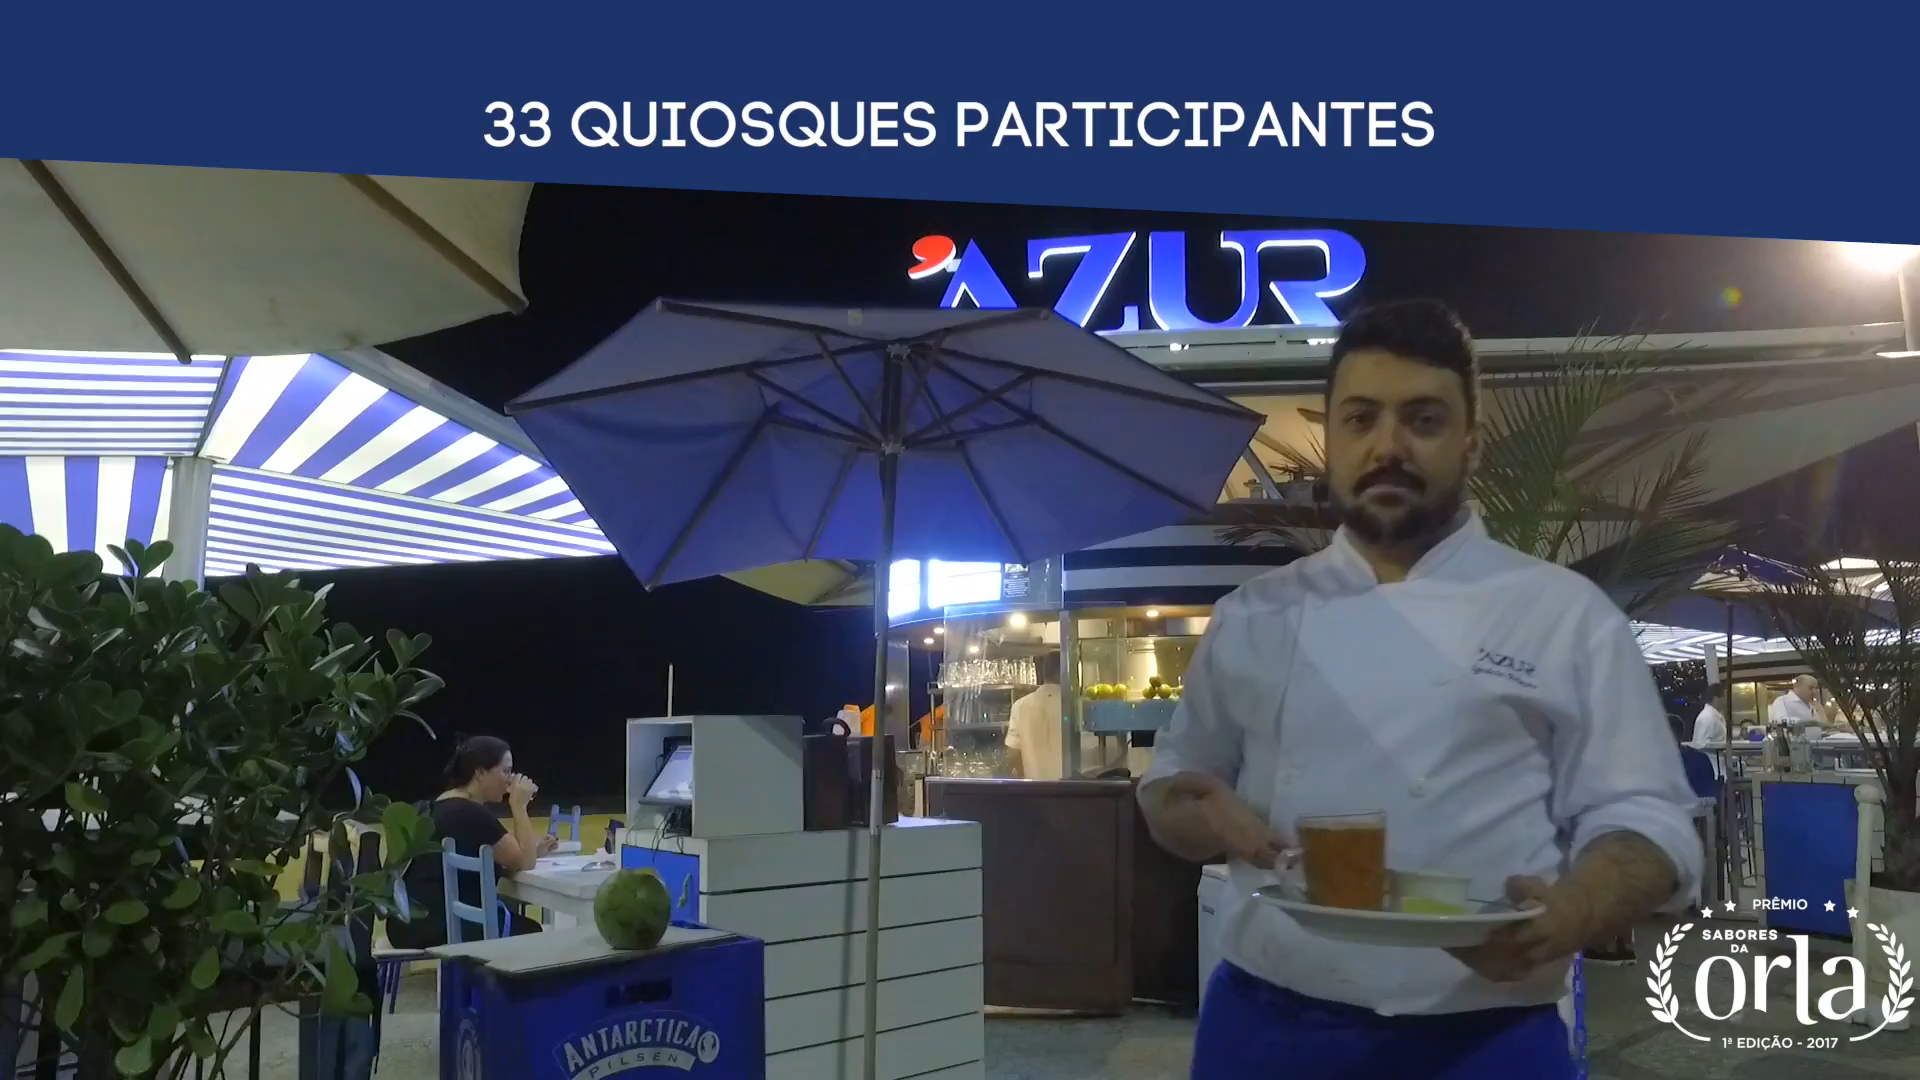 33 QUIOSQUES PARTICIPANTES
'AZUR
'AZUR
ANTARCTICA
PILSEN
PRÊMIO
SABORES
DA
orla
1ª EDIÇÃO - 2017